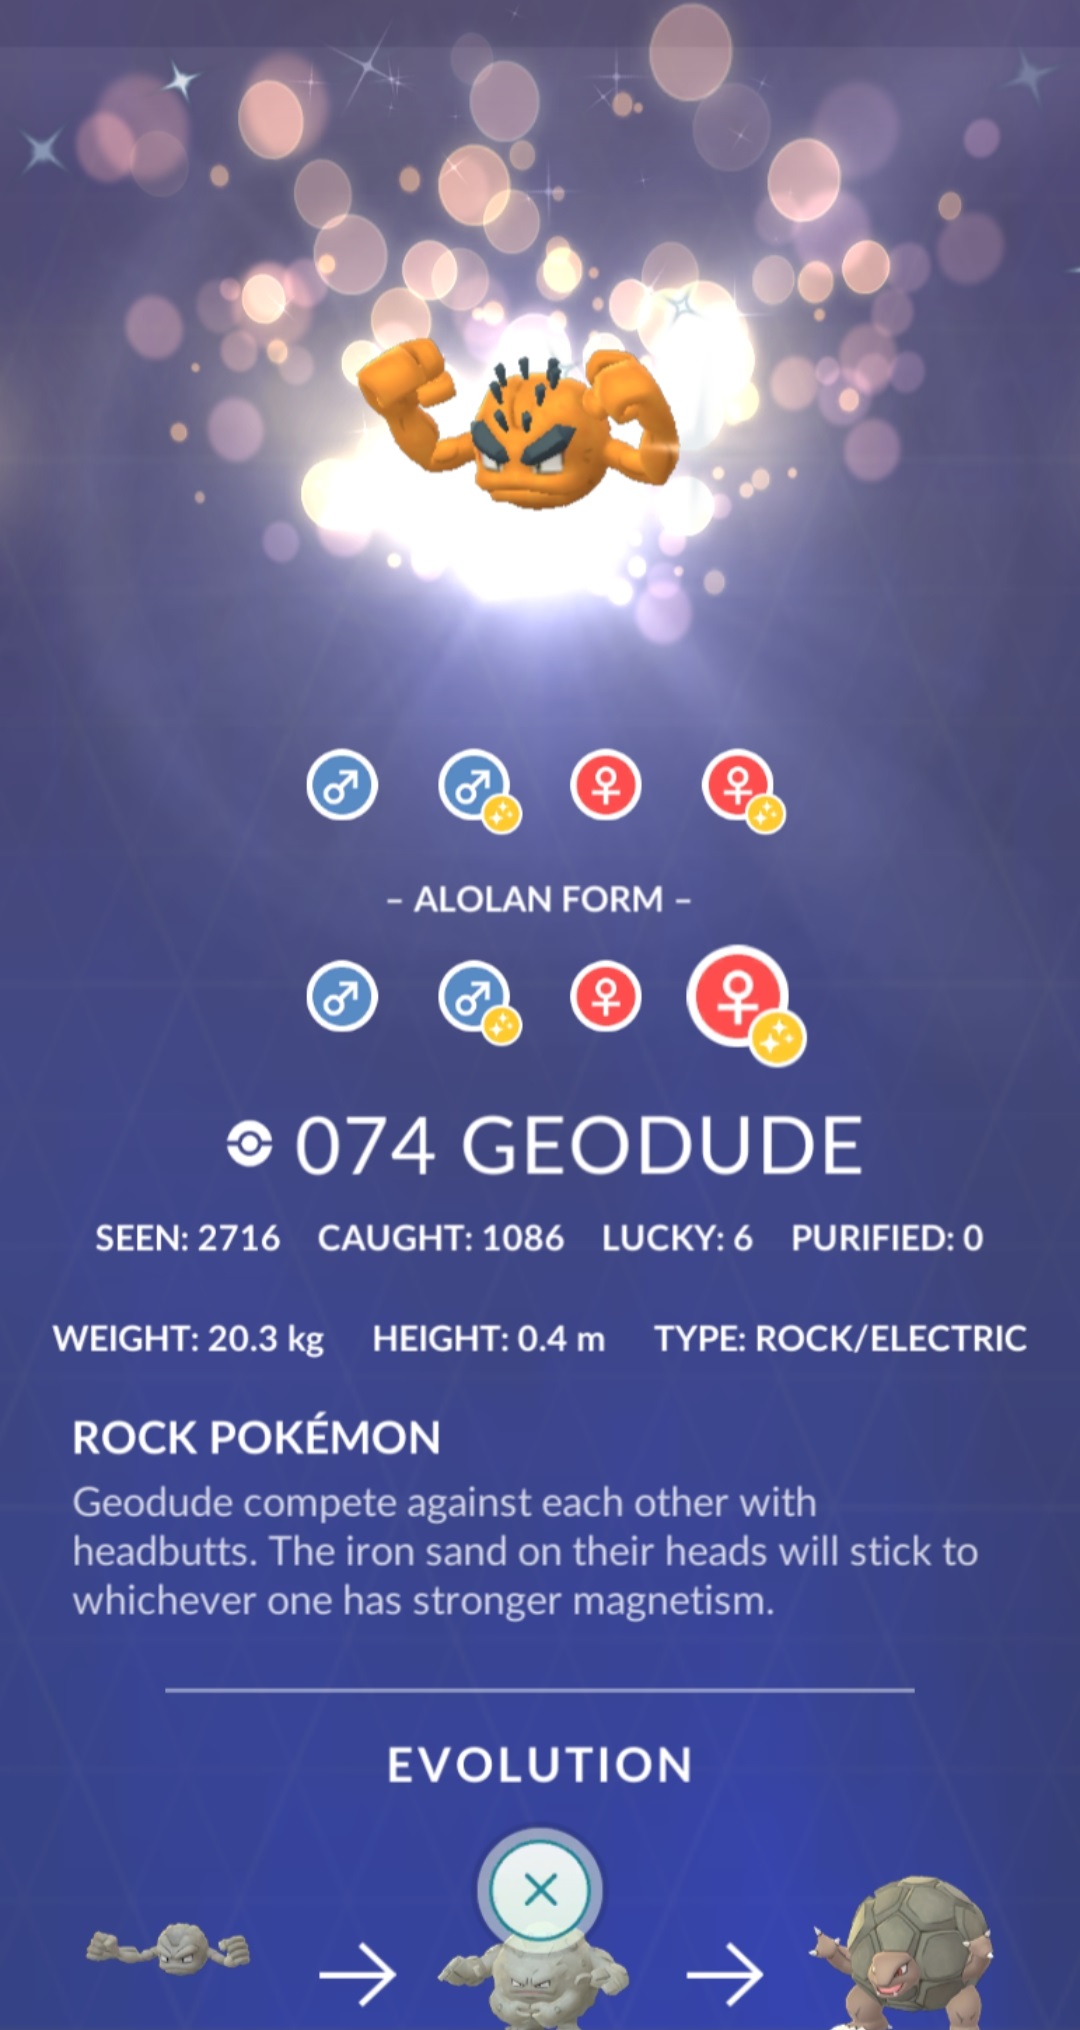 – ALOLAN FORM –
074 GEODUDE
SEEN: 2716 CAUGHT: 1086 LUCKY: 6 PURIFIED: 0
WEIGHT: 20.3 kg HEIGHT: 0.4 m TYPE: ROCK/ELECTRIC
ROCK POKÉMON
Geodude compete against each other with
headbutts. The iron sand on their heads will stick to
whichever one has stronger magnetism.
EVOLUTION